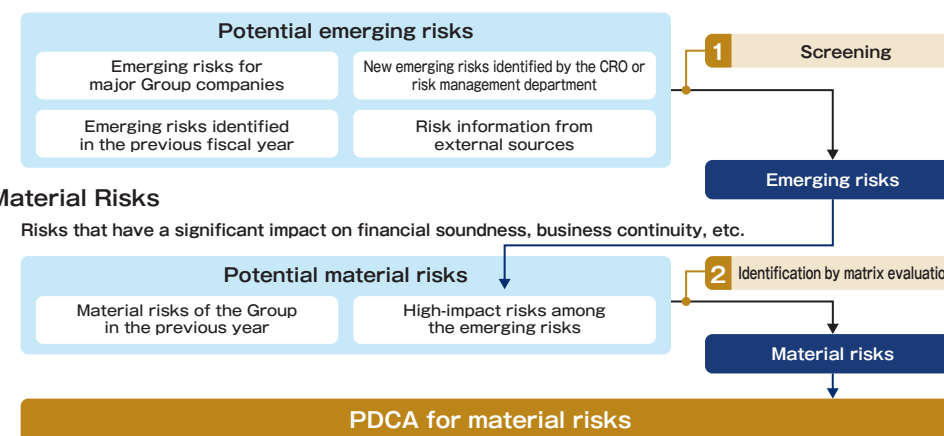 Potential emerging risks
Emerging risks for
major Group companies
New emerging risks identified by the CRO or
risk management department
Emerging risks identified
in the previous fiscal year
Risk information from
external sources
1 Screening
Emerging risks
Material Risks
Risks that have a significant impact on financial soundness, business continuity, etc.
Potential material risks
Material risks of the Group
in the previous year
High-impact risks among
the emerging risks
2 Identification by matrix evaluatio
Material risks
PDCA for material risks